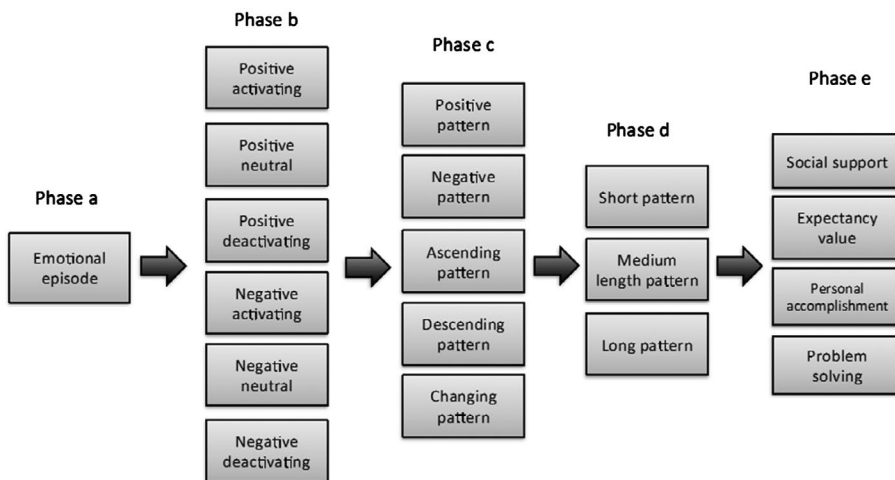 Phase a
Emotional
episode
Phase b
Positive
activating
Positive
neutral
Positive
deactivating
Negative
activating
Negative
neutral
Negative
deactivating
Phase c
Positive
pattern
Negative
pattern
Ascending
pattern
Descending
pattern
Changing
pattern
Phase d
Short pattern
Medium
length pattern
Long pattern
Phase e
Social support
Expectancy
value
Personal
accomplishment
Problem
solving